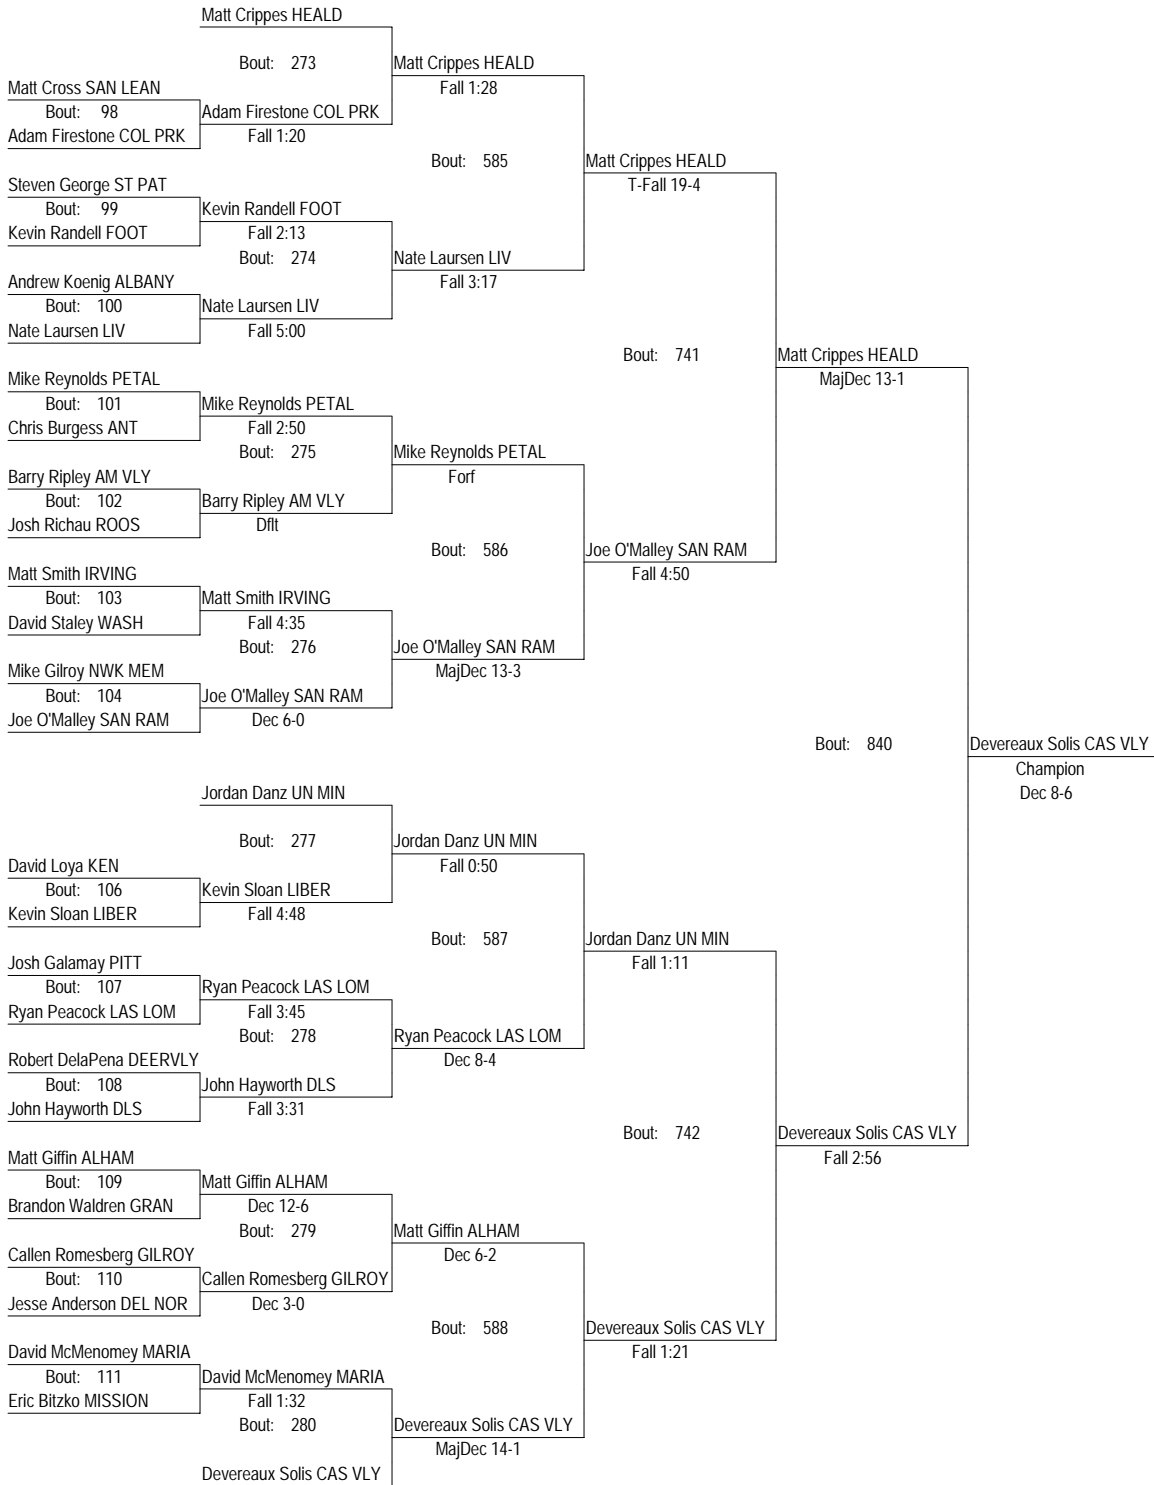 Matt Crippes HEALD
Bout: 273
Matt Crippes HEALD
Fall 1:28
Matt Cross SAN LEAN
Bout: 98
Adam Firestone COL PRK
Adam Firestone COL PRK
Fall 1:20
Bout: 585
Matt Crippes HEALD
T-Fall 19-4
Steven George ST PAT
Bout: 99
Kevin Randell FOOT
Kevin Randell FOOT
Fall 2:13
Bout: 274
Nate Laursen LIV
Fall 3:17
Andrew Koenig ALBANY
Bout: 100
Nate Laursen LIV
Nate Laursen LIV
Fall 5:00
Bout: 741
Matt Crippes HEALD
MajDec 13-1
Mike Reynolds PETAL
Bout: 101
Chris Burgess ANT
Mike Reynolds PETAL
Fall 2:50
Bout: 275
Mike Reynolds PETAL
Forf
Barry Ripley AM VLY
Bout: 102
Josh Richau ROOS
Barry Ripley AM VLY
Dflt
Bout: 586
Joe O'Malley SAN RAM
Fall 4:50
Matt Smith IRVING
Bout: 103
David Staley WASH
Matt Smith IRVING
Fall 4:35
Bout: 276
Joe O'Malley SAN RAM
MajDec 13-3
Mike Gilroy NWK MEM
Bout: 104
Joe O'Malley SAN RAM
Joe O'Malley SAN RAM
Dec 6-0
Bout: 840
Devereaux Solis CAS VLY
Champion
Dec 8-6
Jordan Danz UN MIN
Bout: 277
Jordan Danz UN MIN
Fall 0:50
David Loya KEN
Bout: 106
Kevin Sloan LIBER
Kevin Sloan LIBER
Fall 4:48
Bout: 587
Jordan Danz UN MIN
Fall 1:11
Josh Galamay PITT
Bout: 107
Ryan Peacock LAS LOM
Ryan Peacock LAS LOM
Fall 3:45
Bout: 278
Ryan Peacock LAS LOM
Dec 8-4
Robert DelaPena DEERVLY
Bout: 108
John Hayworth DLS
John Hayworth DLS
Fall 3:31
Bout: 742
Devereaux Solis CAS VLY
Fall 2:56
Matt Giffin ALHAM
Bout: 109
Brandon Waldren GRAN
Matt Giffin ALHAM
Dec 12-6
Bout: 279
Matt Giffin ALHAM
Dec 6-2
Callen Romesberg GILROY
Bout: 110
Jesse Anderson DEL NOR
Callen Romesberg GILROY
Dec 3-0
Bout: 588
Devereaux Solis CAS VLY
Fall 1:21
David McMenomey MARIA
Bout: 111
Eric Bitzko MISSION
David McMenomey MARIA
Fall 1:32
Bout: 280
Devereaux Solis CAS VLY
MajDec 14-1
Devereaux Solis CAS VLY